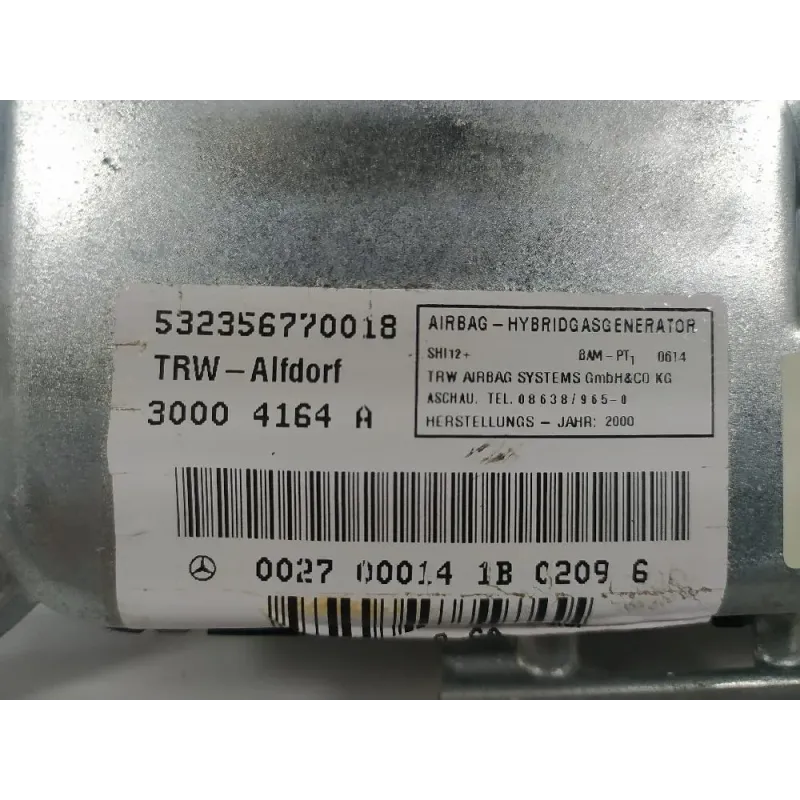 532356770018
TRW-Alfdorf
3000 4164 A
AIRBAG-HYBRIDGASGENERATOR
SHI12+ BAM-PT1 0614
TRW AIRBAG SYSTEMS GmbH&CO KG
ASCHAU. TEL. 08638/965-0
HERSTELLUNGS - JAHR: 2000
0027 00014 1B 0209 6